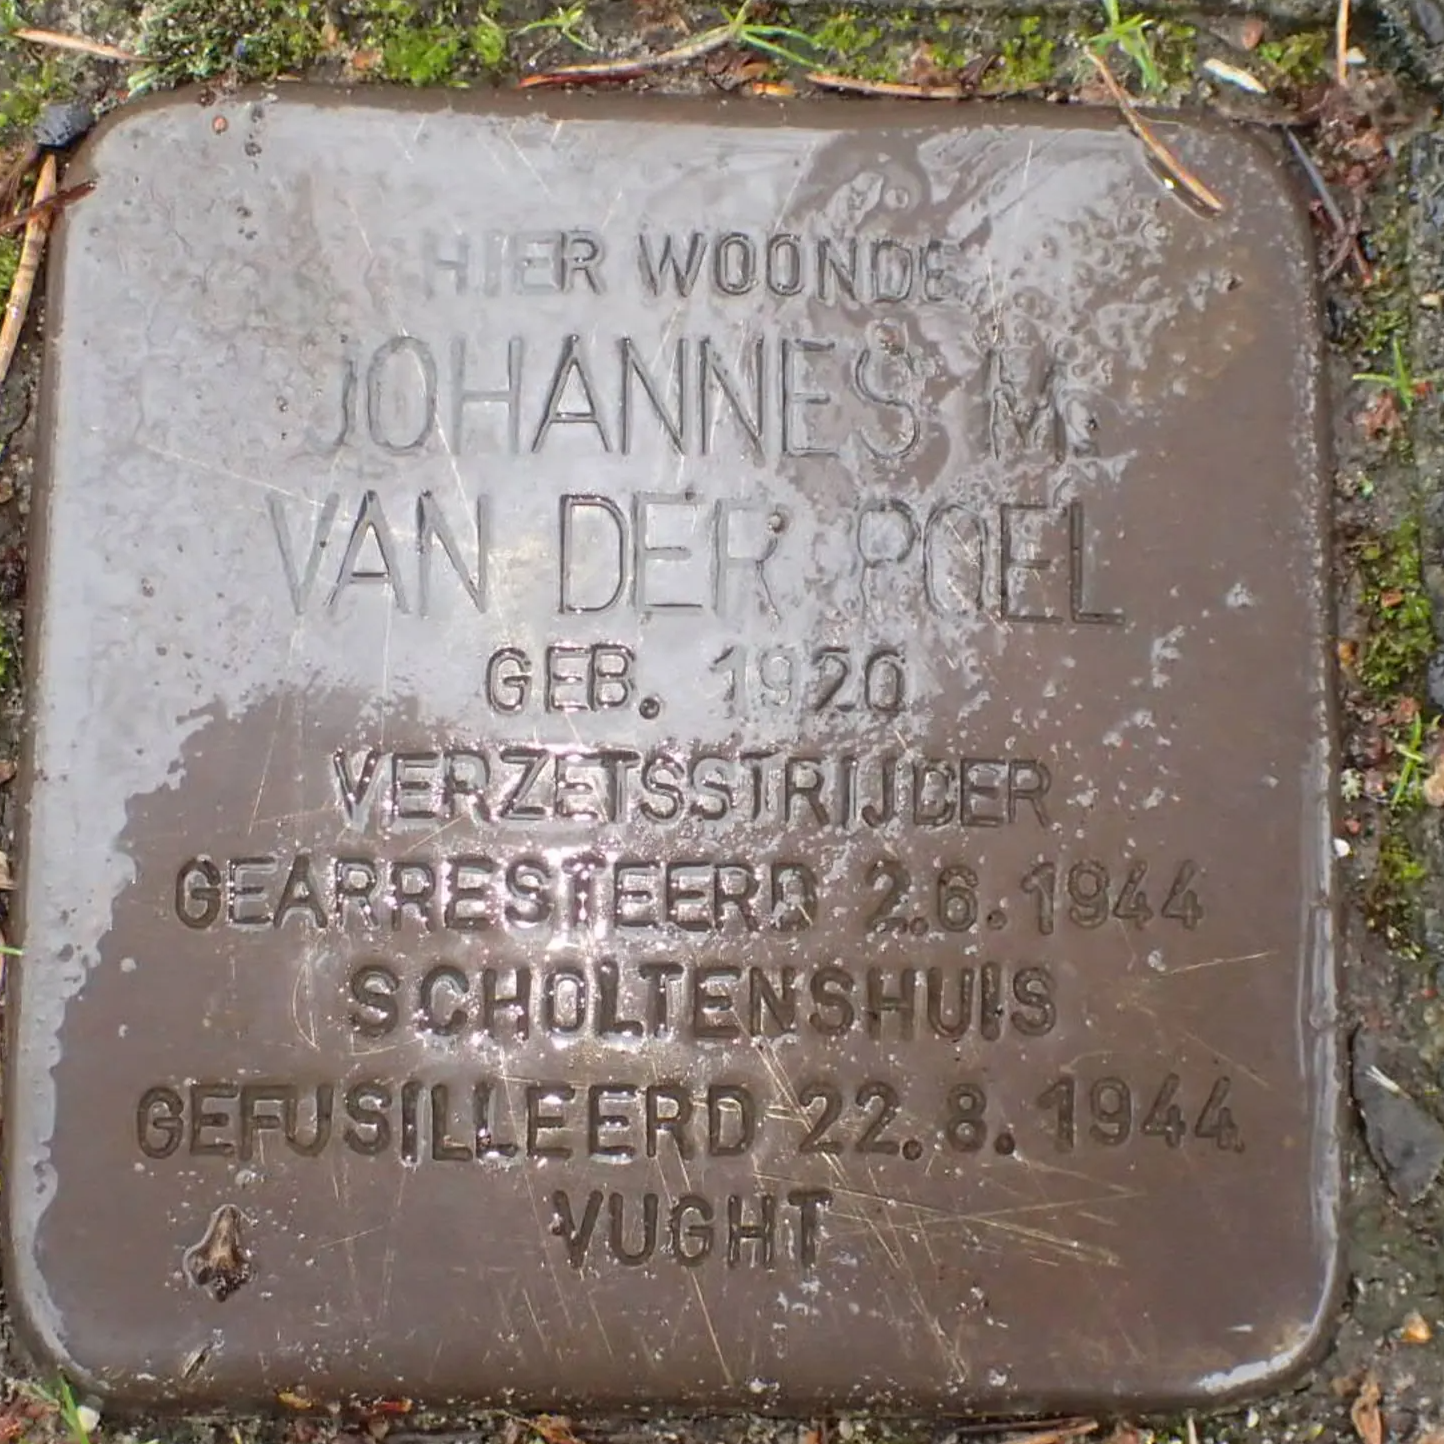 HIER WOONDE
JOHANNES M.
VAN DER POEL
GEB. 1920
VERZETSSTRIJDER
GEARRESTEERD 2.6.1944
SCHOLTENSHUIS
GEFUSILLEERD 22.8.1944
VUGHT